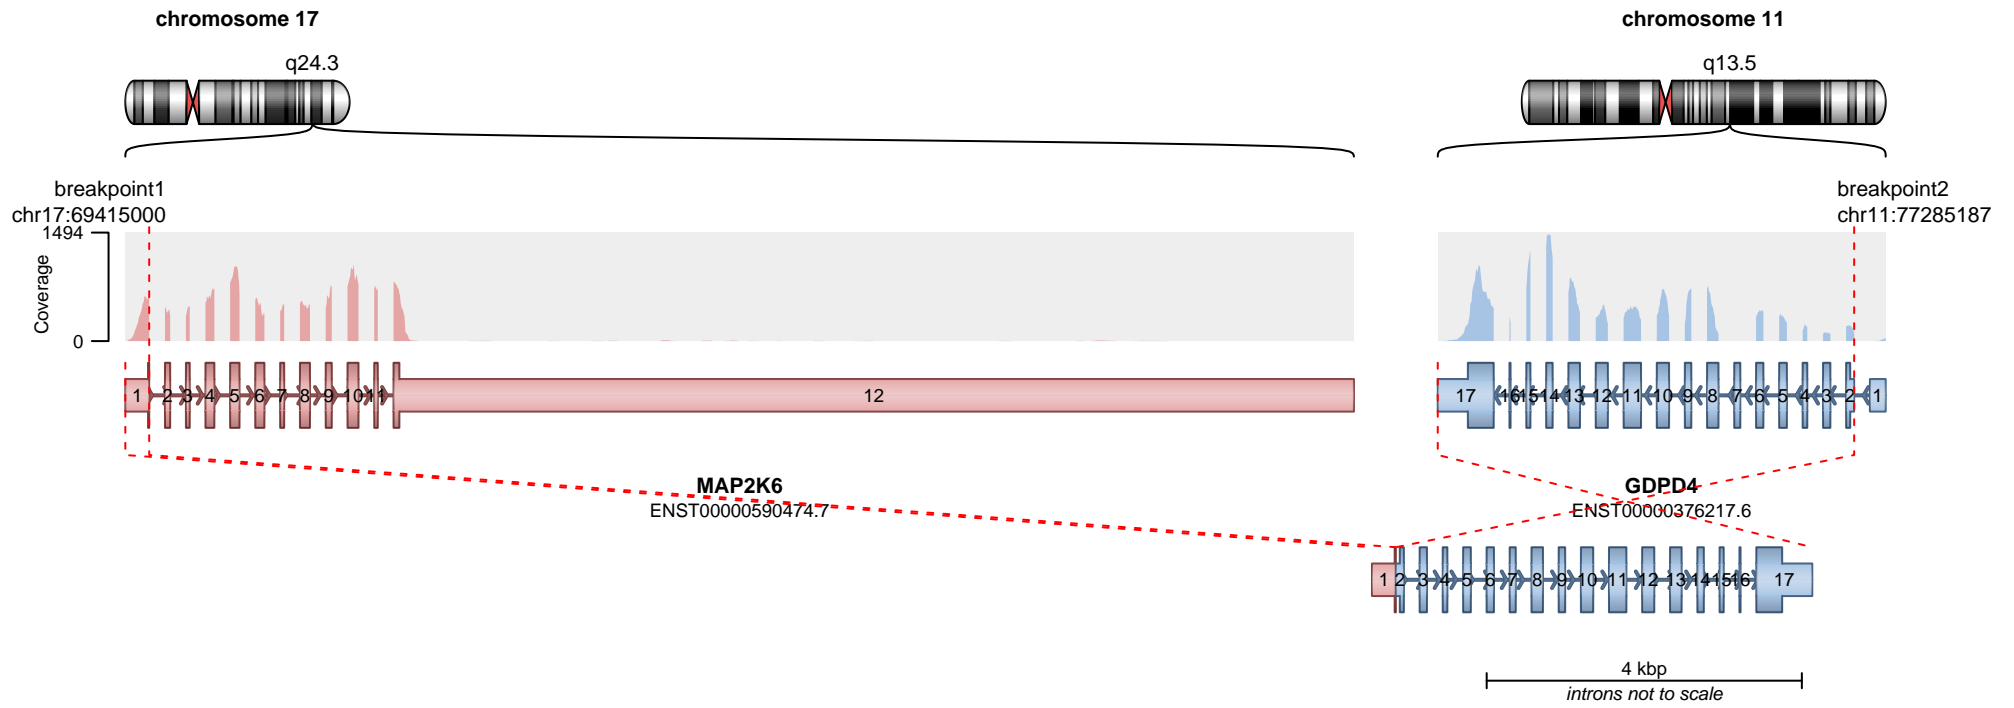 chromosome 17
chromosome 11
q24.3
q13.5
breakpoint1
chr17:69415000
breakpoint2
chr11:77285187
1494
Coverage
0
1 2 3 4 5 6 7 8 9 10 11 12
17 16 15 14 13 12 11 10 9 8 7 6 5 4 3 2 1
MAP2K6
ENST00000590474.7
GDPD4
ENST00000376217.6
1 2 3 4 5 6 7 8 9 10 11 12 13 14 15 16 17
4 kbp
introns not to scale